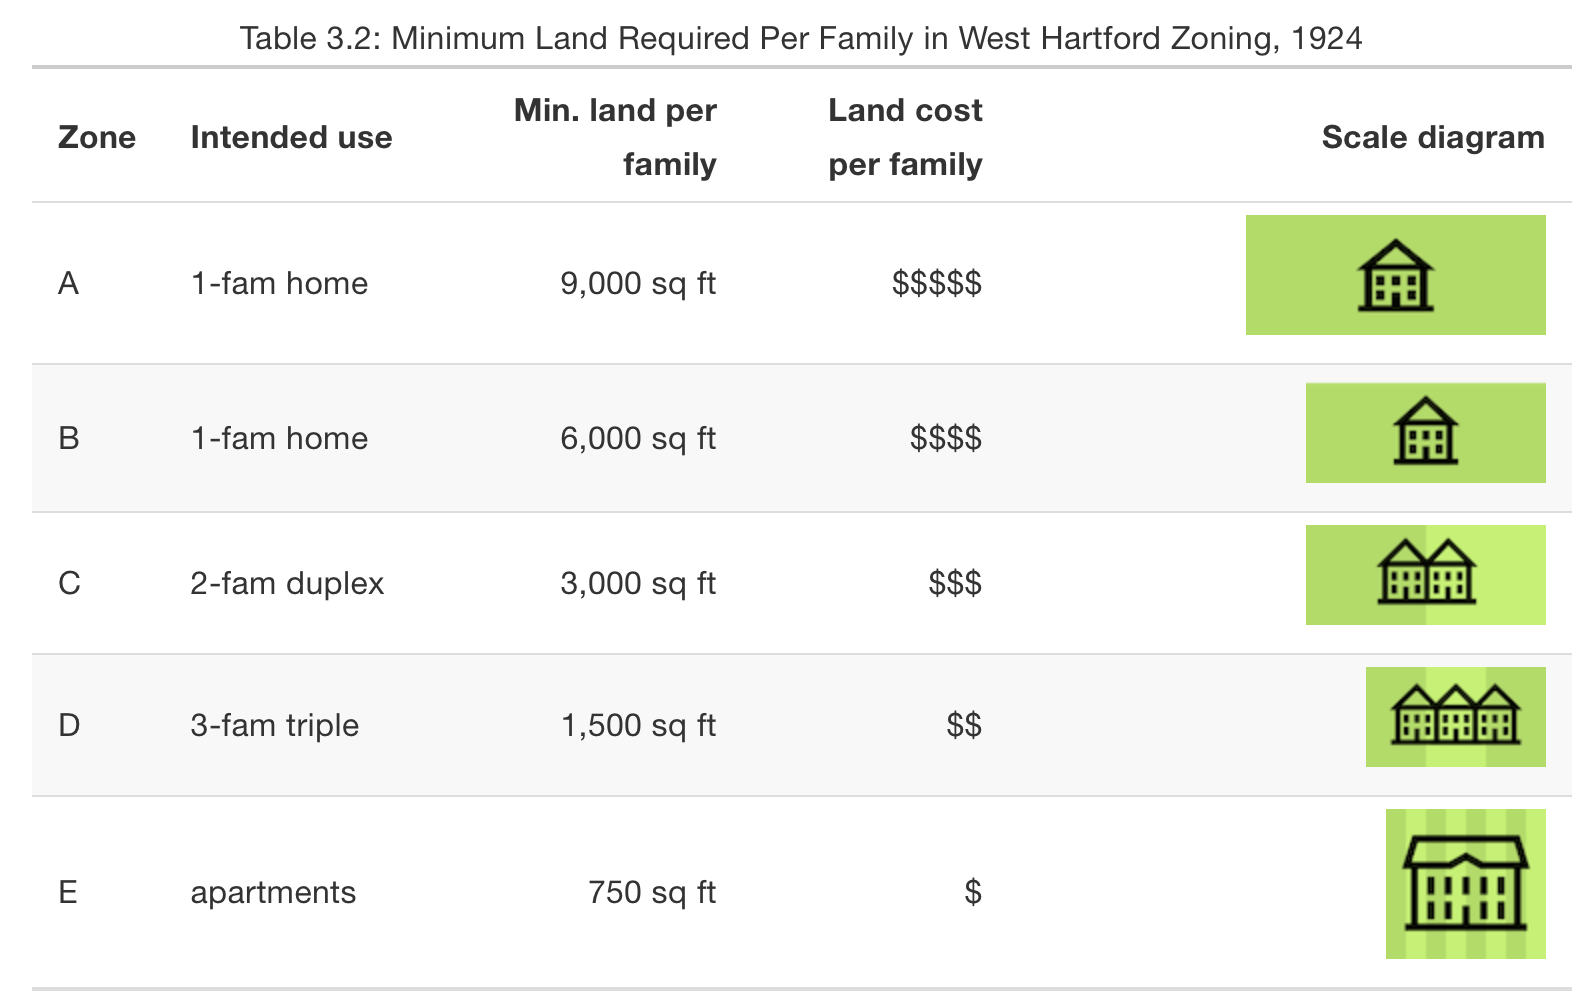 Table 3.2: Minimum Land Required Per Family in West Hartford Zoning, 1924
Zone Intended use Min. land per family Land cost per family Scale diagram
A 1-fam home 9,000 sq ft $$$$$
B 1-fam home 6,000 sq ft $$$$
C 2-fam duplex 3,000 sq ft $$$
D 3-fam triple 1,500 sq ft $$
E apartments 750 sq ft $